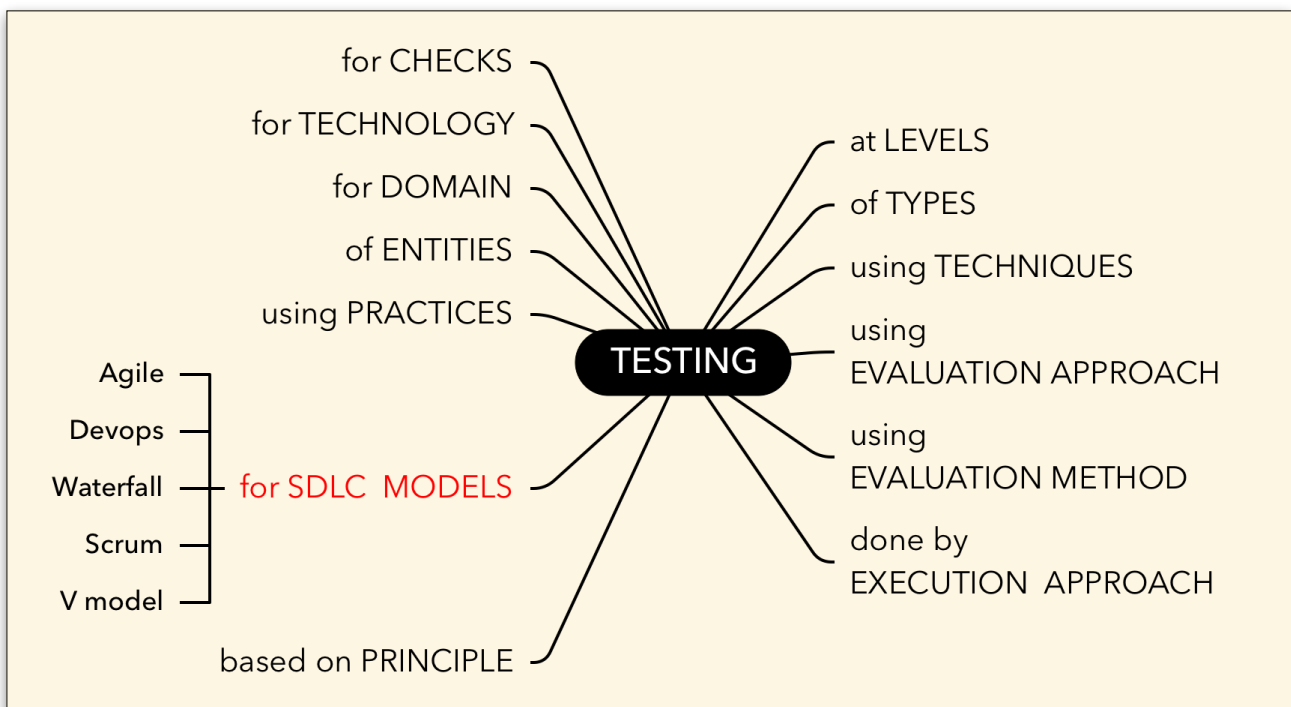 for CHECKS
for TECHNOLOGY
for DOMAIN
of ENTITIES
using PRACTICES
Agile
Devops
Waterfall
Scrum
V model
for SDLC MODELS
based on PRINCIPLE
TESTING
at LEVELS
of TYPES
using TECHNIQUES
using
EVALUATION APPROACH
using
EVALUATION METHOD
done by
EXECUTION APPROACH